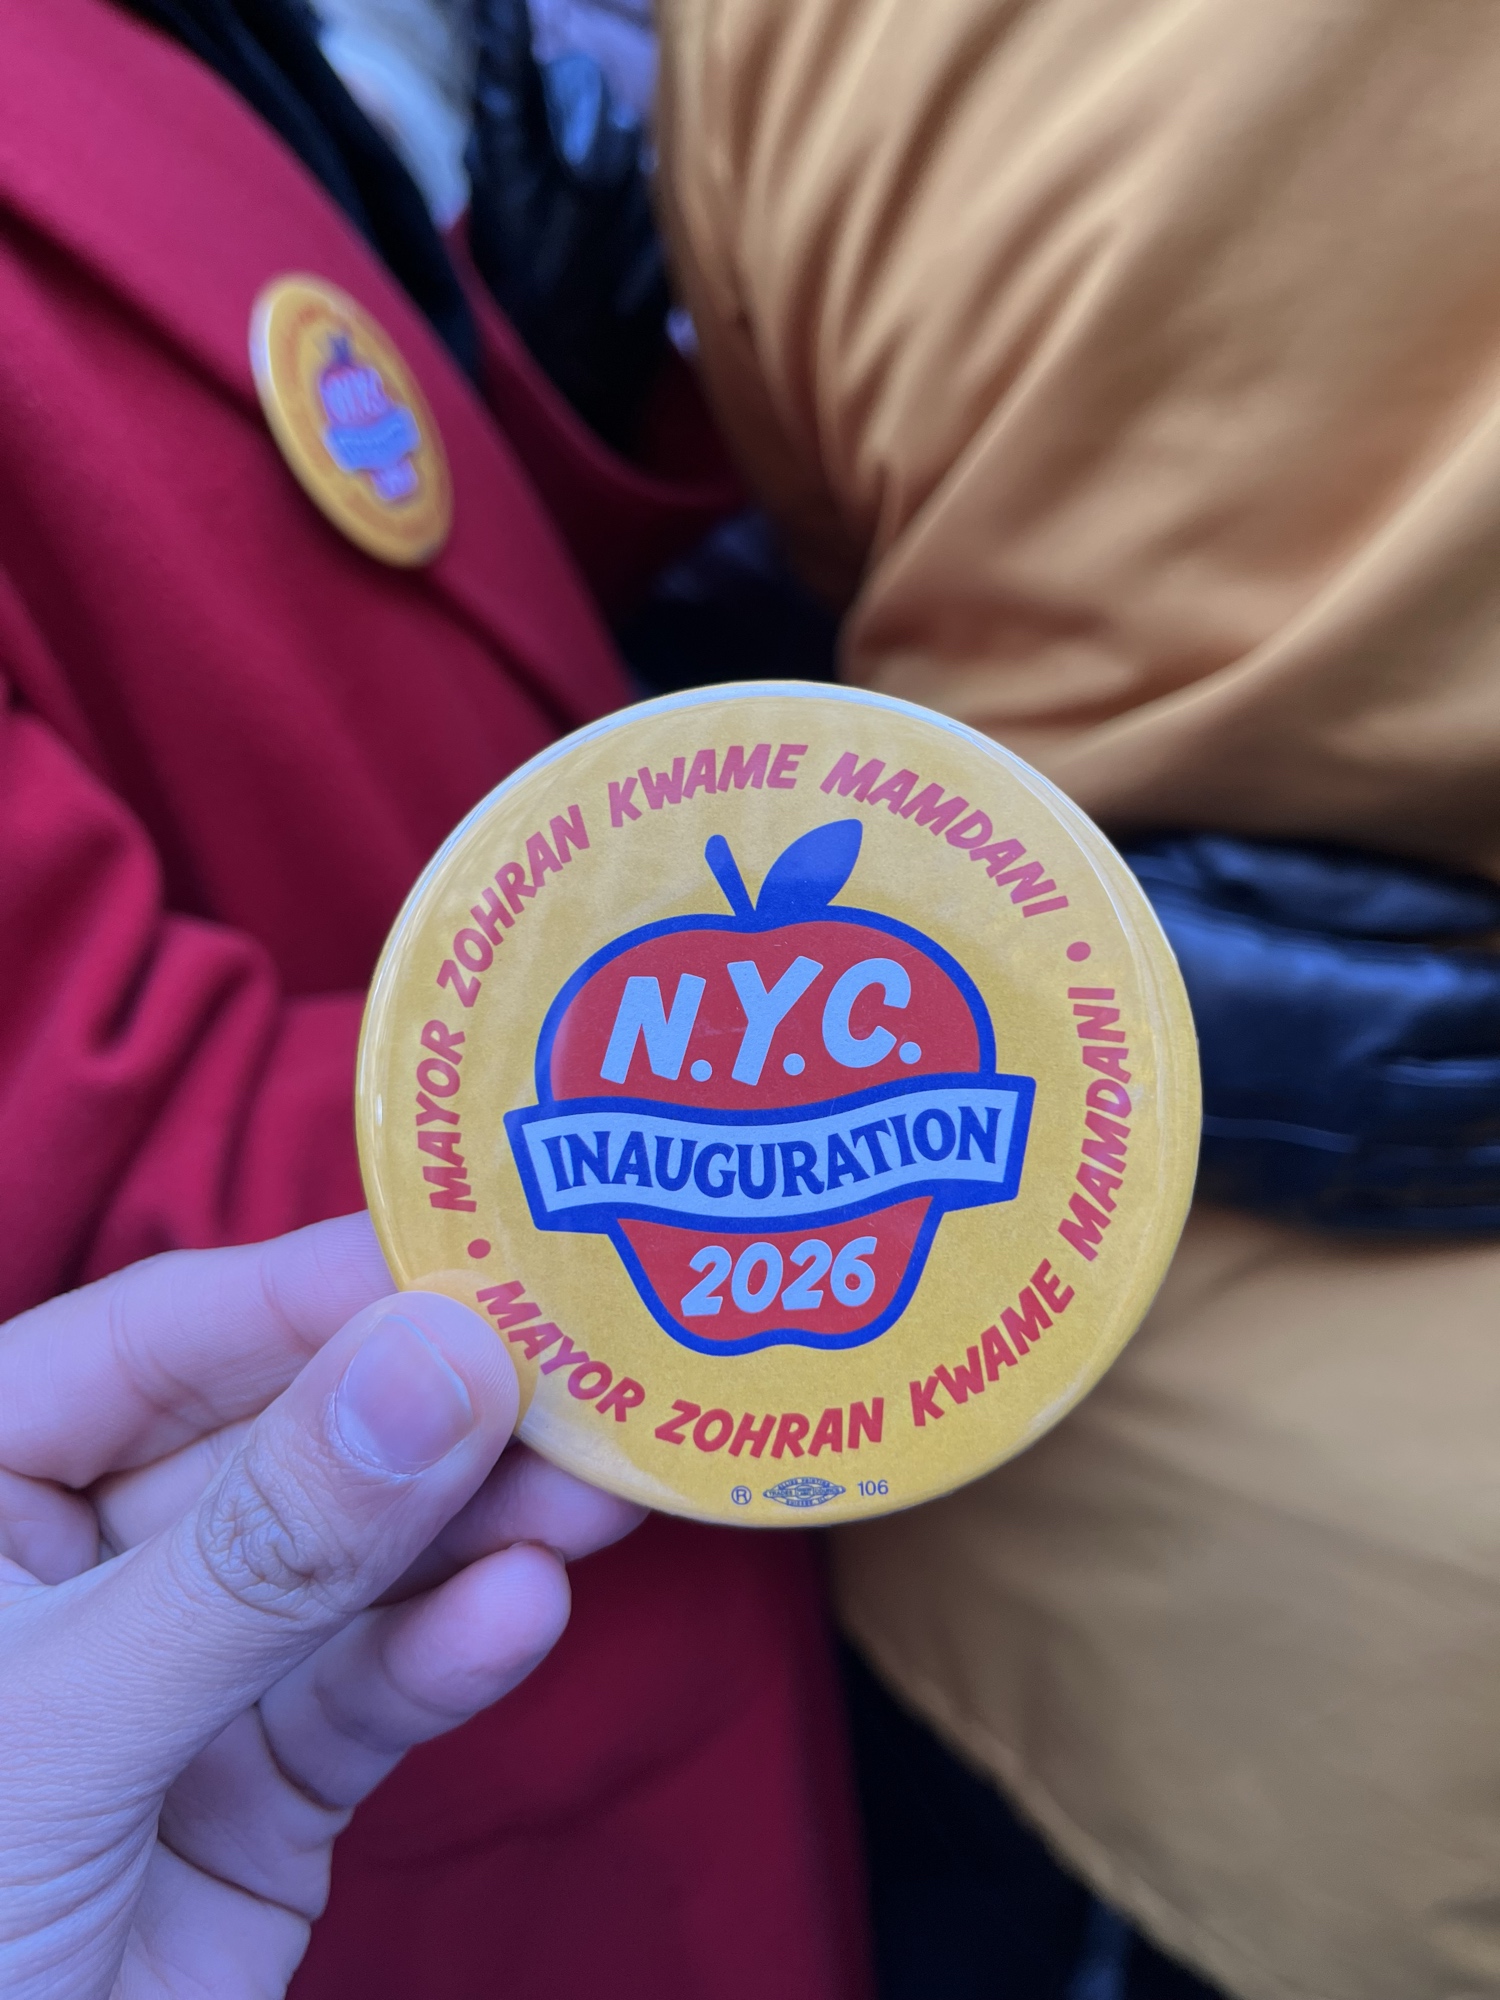 MAYOR ZOHRAN KWAME MAMDANI •
N.Y.C.
INAUGURATION
2026
• MAYOR ZOHRAN KWAME MAMDANI
® 106
N.Y.C.